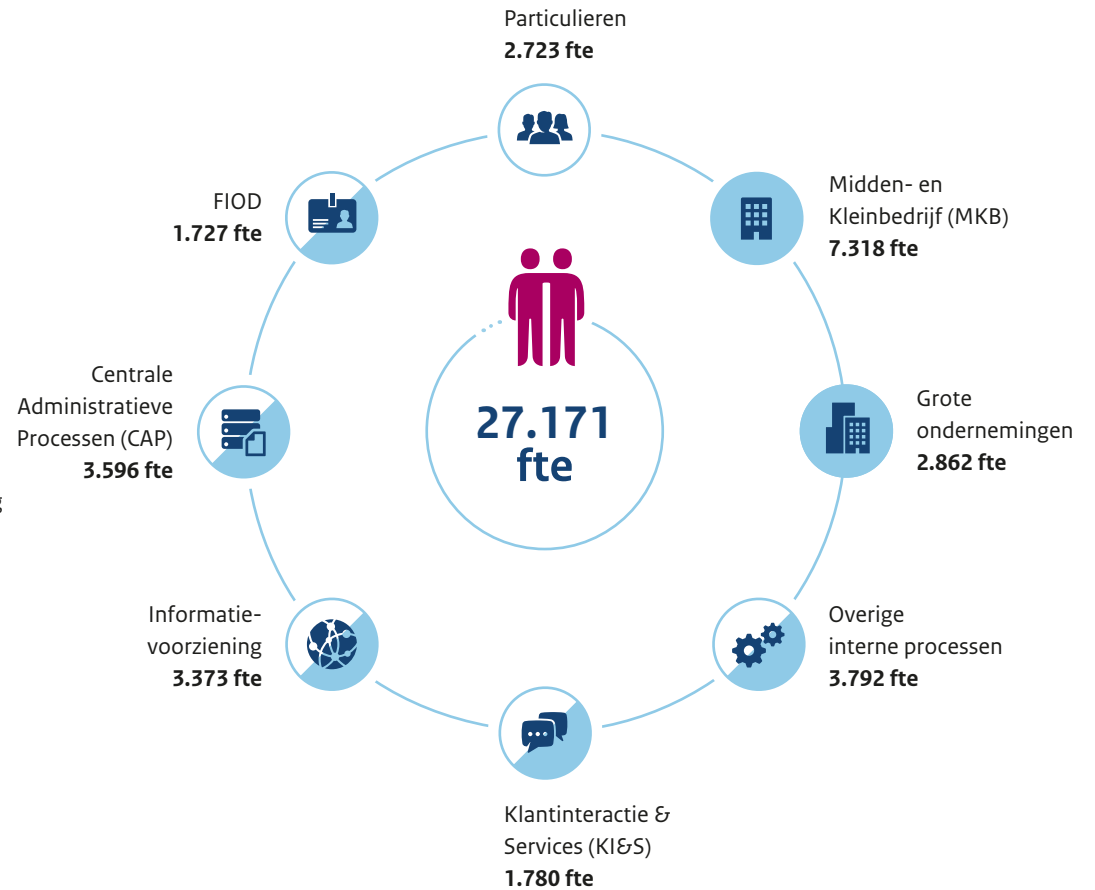 Particulieren
2.723 fte
Midden- en
Kleinbedrijf (MKB)
7.318 fte
Grote
ondernemingen
2.862 fte
Overige
interne processen
3.792 fte
Klantinteractie &
Services (KI&S)
1.780 fte
Informatie-
voorziening
3.373 fte
Centrale
Administratieve
Processen (CAP)
3.596 fte
FIOD
1.727 fte
27.171
fte